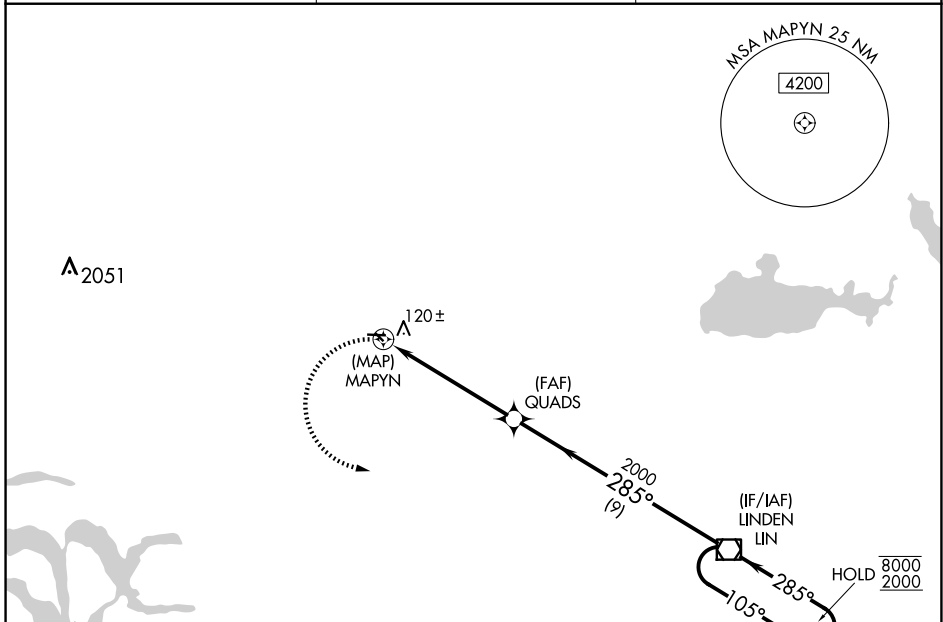 MSA MAPYN 25 NM
4200
2051
120±
(MAP)
MAPYN
(FAF)
QUADS
2000
285°
(9)
(IF/IAF)
LINDEN
LIN
HOLD
8000
2000
285°
105°